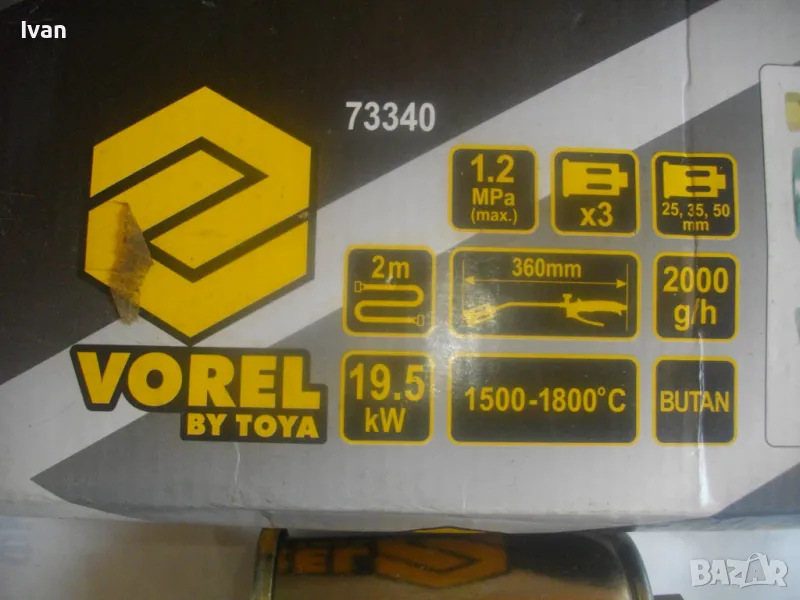 Ivan
73340
1.2
MPa
(max.)
x3
25, 35, 50
mm
2m
360mm
2000
g/h
VOREL
BY TOYA
19.5
kW
1500-1800°C
BUTAN
BAZAR